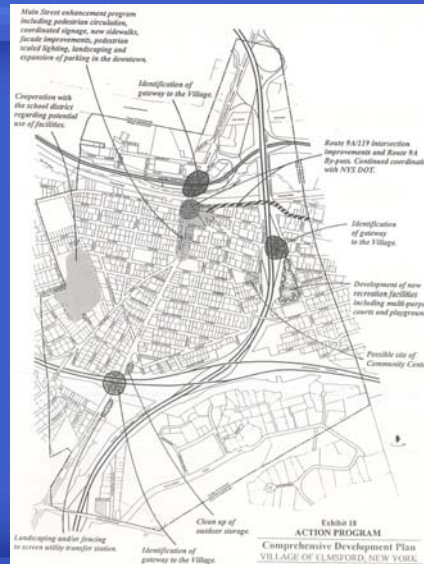 Main Street enhancement program
including pedestrian circulation,
coordinated signage, new sidewalks,
facade improvements, pedestrian
scaled lighting, landscaping and
expansion of parking in the downtown.
Identification of
gateway to the Village.
Cooperation with
the school district
regarding potential
use of facilities.
Route 9A/119 intersection
improvements and Route 9A
By-pass. Continued coordinati
with NYS DOT.
Identification
of gateway
to the Village.
Development of new
recreation facilities
including multi-purpo
courts and playground
Possible site of
Community Cente
Clean up of
outdoor storage.
Landscaping and/or fencing
to screen utility transfer station.
Identification of
gateway to the Village.
Exhibit 18
ACTION PROGRAM
Comprehensive Development Plan
VILLAGE OF ELMSFORD, NEW YORK